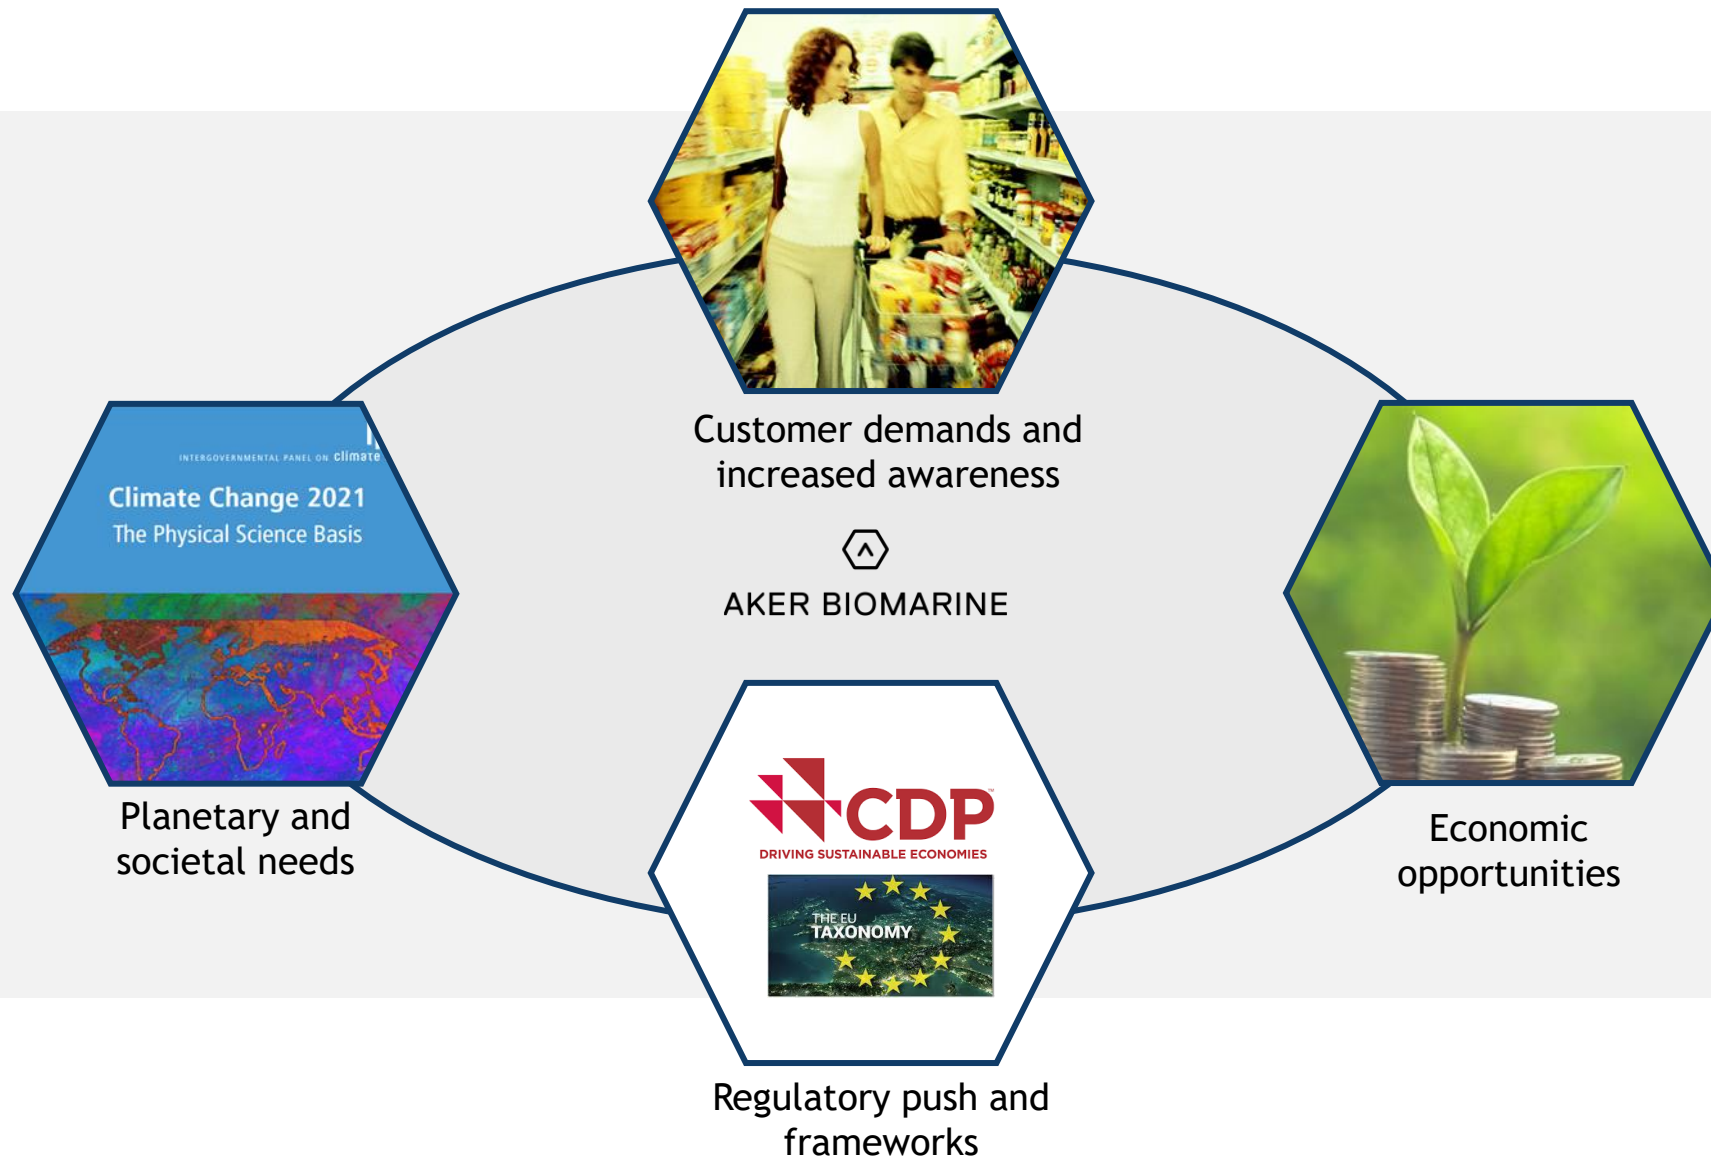 Customer demands and
increased awareness
INTERGOVERNMENTAL PANEL ON climate
Climate Change 2021
The Physical Science Basis
AKER BIOMARINE
Planetary and
societal needs
CDP
TM
DRIVING SUSTAINABLE ECONOMIES
THE EU
TAXONOMY
Economic
opportunities
Regulatory push and
frameworks